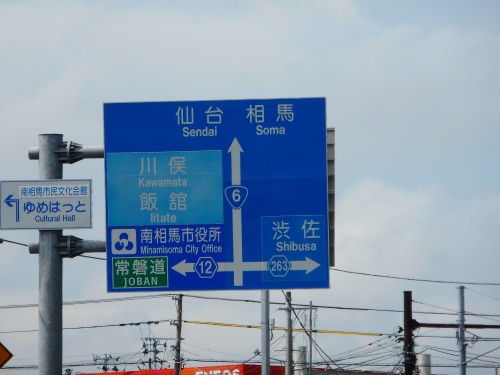 仙台 相馬
Sendai Soma
川俣
Kawamata
飯舘
Iitate
6
南相馬市役所
Minamisoma City Office
渋佐
Shibusa
常磐道
JOBAN
12
263
南相馬市民文化会館
ゆめはっと
Cultural Hall
ENEOS